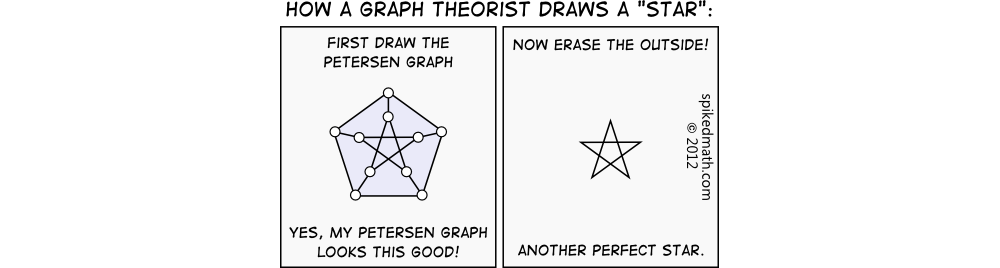 HOW A GRAPH THEORIST DRAWS A "STAR":
FIRST DRAW THE
PETERSEN GRAPH
YES, MY PETERSEN GRAPH
LOOKS THIS GOOD!
NOW ERASE THE OUTSIDE!
spikedmath.com
© 2012
ANOTHER PERFECT STAR.